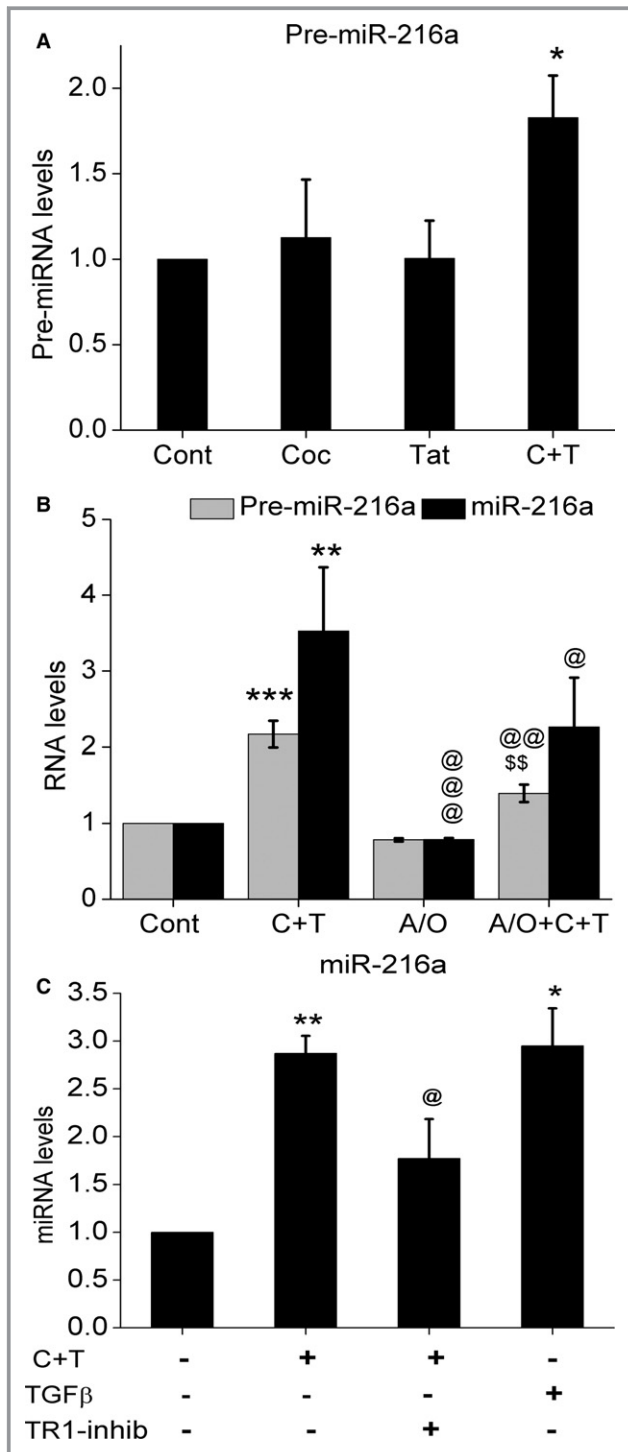 A
Pre-miR-216a
Pre-miRNA levels
2.0
1.5
1.0
0.5
0.0
*
Cont Coc Tat C+T
B
Pre-miR-216a miR-216a
RNA levels
5
4
3
2
1
0
***
**
@
@
@
@@
$$
@
Cont C+T A/O A/O+C+T
C
miR-216a
miRNA levels
3.5
3.0
2.5
2.0
1.5
1.0
0.5
0.0
**
@
*
C+T - + + -
TGFβ - - - +
TR1-inhib - - + -